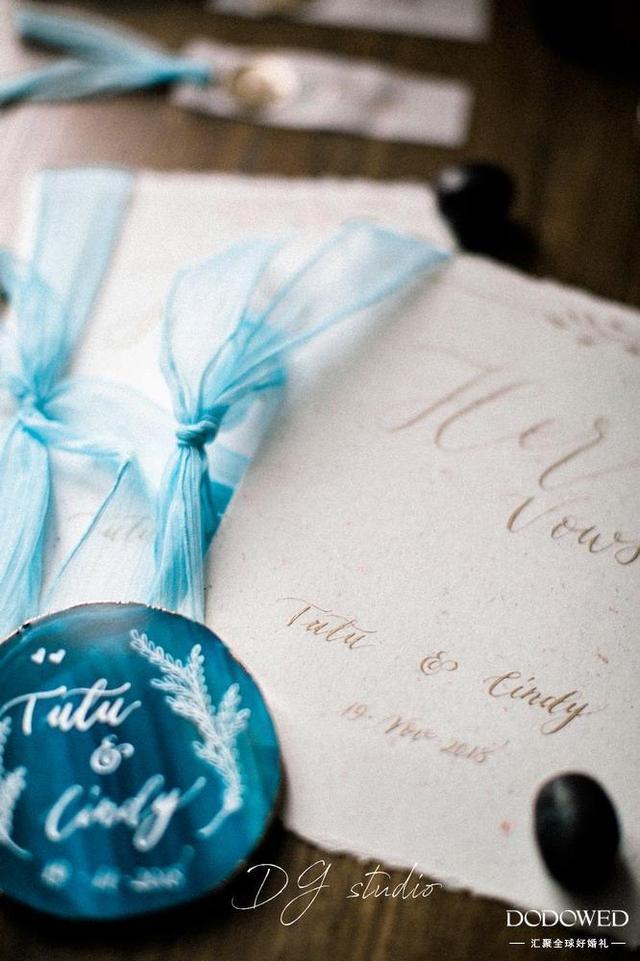 Her
Vows
Tutu
Tutu & Cindy
19 Nov 2018
Tutu
&
Cindy
DG studio
DODOWED
— 汇聚全球好婚礼 —